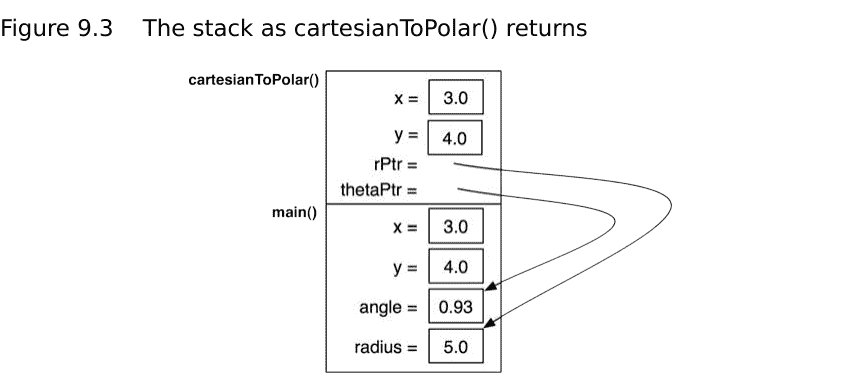 Figure 9.3 The stack as cartesianToPolar() returns
cartesianToPolar()
x = 3.0
y = 4.0
rPtr =
thetaPtr =
main()
x = 3.0
y = 4.0
angle = 0.93
radius = 5.0